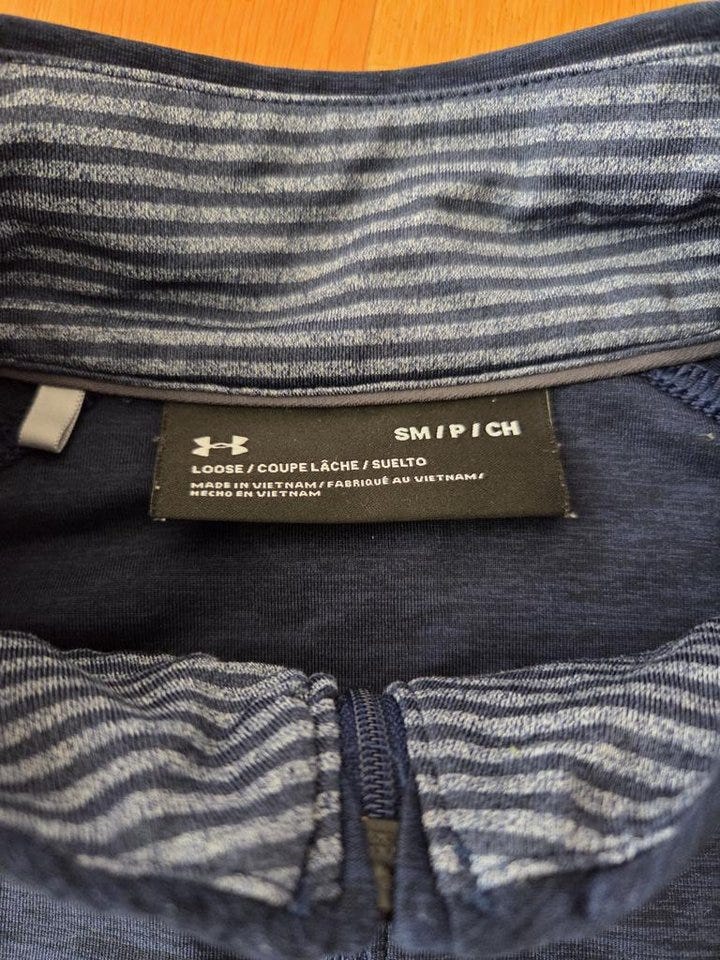 SM / P / CH
LOOSE / COUPE LÂCHE / SUELTO
MADE IN VIETNAM / FABRIQUÉ AU VIETNAM /
HECHO EN VIETNAM